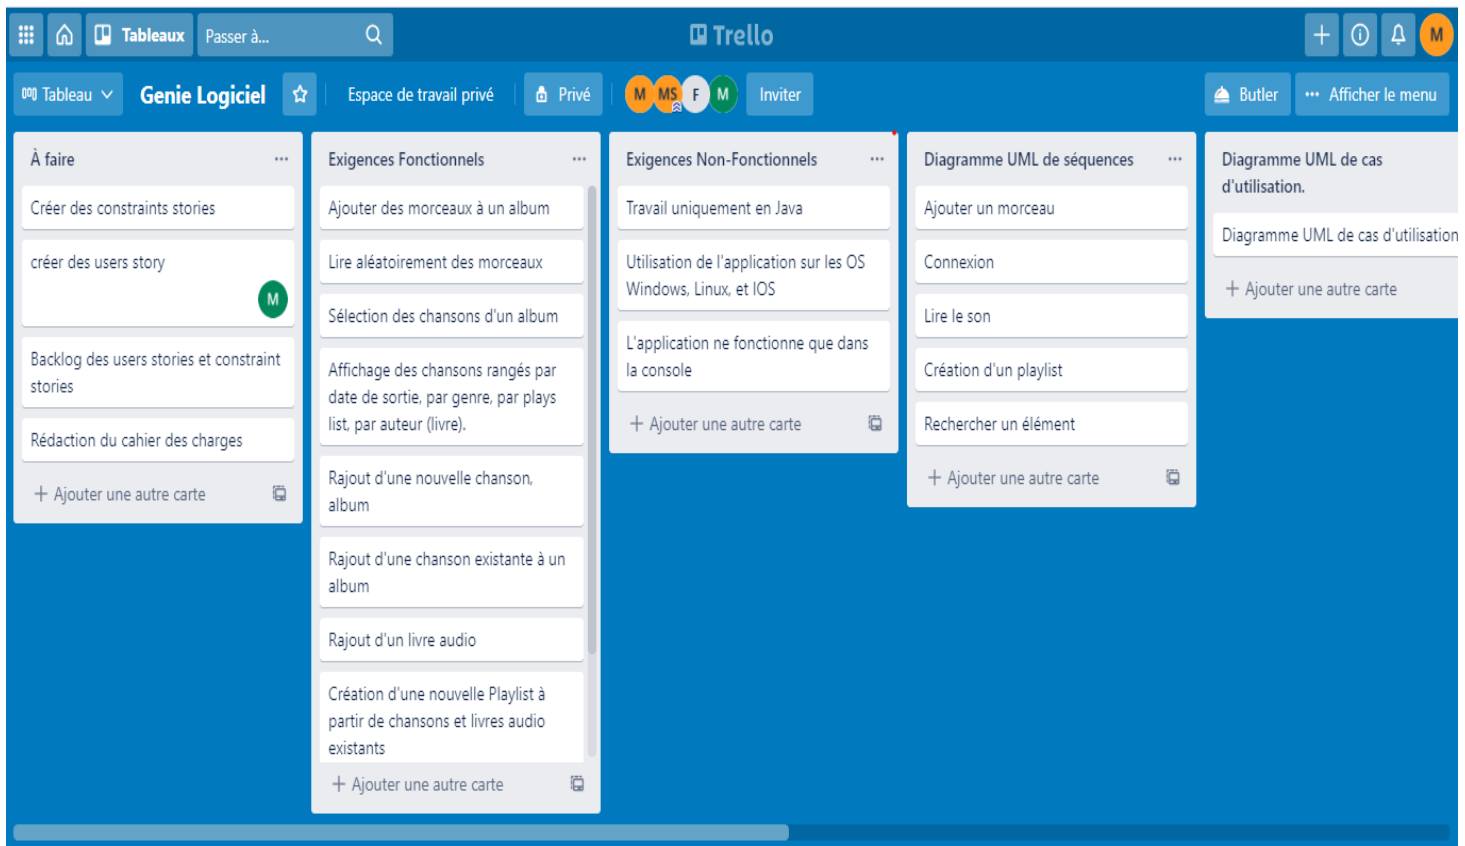 Tableaux
Passer à...
Trello
M
Tableau
Genie Logiciel
Espace de travail privé
Privé
M
MS
F
M
Inviter
Butler
Afficher le menu
À faire
Créer des constraints stories
créer des users story
M
Backlog des users stories et constraint
stories
Rédaction du cahier des charges
+ Ajouter une autre carte
Exigences Fonctionnels
Ajouter des morceaux à un album
Lire aléatoirement des morceaux
Sélection des chansons d'un album
Affichage des chansons rangés par
date de sortie, par genre, par plays
list, par auteur (livre).
Rajout d'une nouvelle chanson,
album
Rajout d'une chanson existante à un
album
Rajout d'un livre audio
Création d'une nouvelle Playlist à
partir de chansons et livres audio
existants
+ Ajouter une autre carte
Exigences Non-Fonctionnels
Travail uniquement en Java
Utilisation de l'application sur les OS
Windows, Linux, et IOS
L'application ne fonctionne que dans
la console
+ Ajouter une autre carte
Diagramme UML de séquences
Ajouter un morceau
Connexion
Lire le son
Création d'un playlist
Rechercher un élément
+ Ajouter une autre carte
Diagramme UML de cas
d'utilisation.
Diagramme UML de cas d'utilisation
+ Ajouter une autre carte